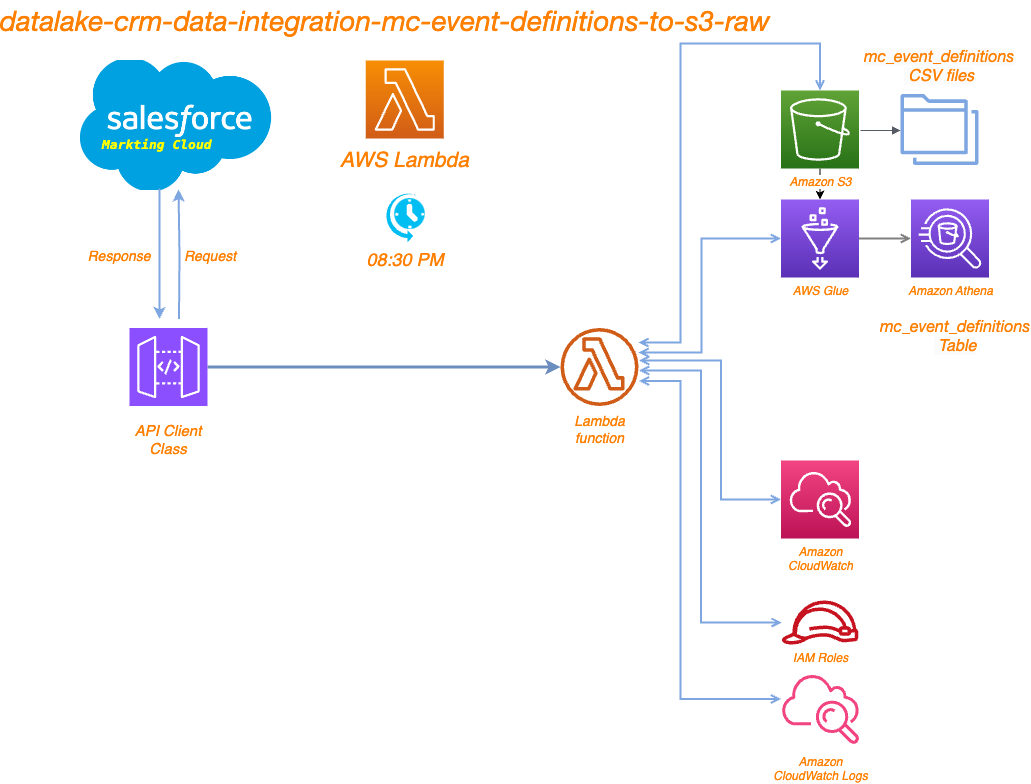 datalake-crm-data-integration-mc-event-definitions-to-s3-raw
salesforce
Markting Cloud
AWS Lambda
08:30 PM
Response
Request
API Client
Class
Lambda
function
mc_event_definitions
CSV files
Amazon S3
AWS Glue
Amazon Athena
mc_event_definitions
Table
Amazon
CloudWatch
IAM Roles
Amazon
CloudWatch Logs